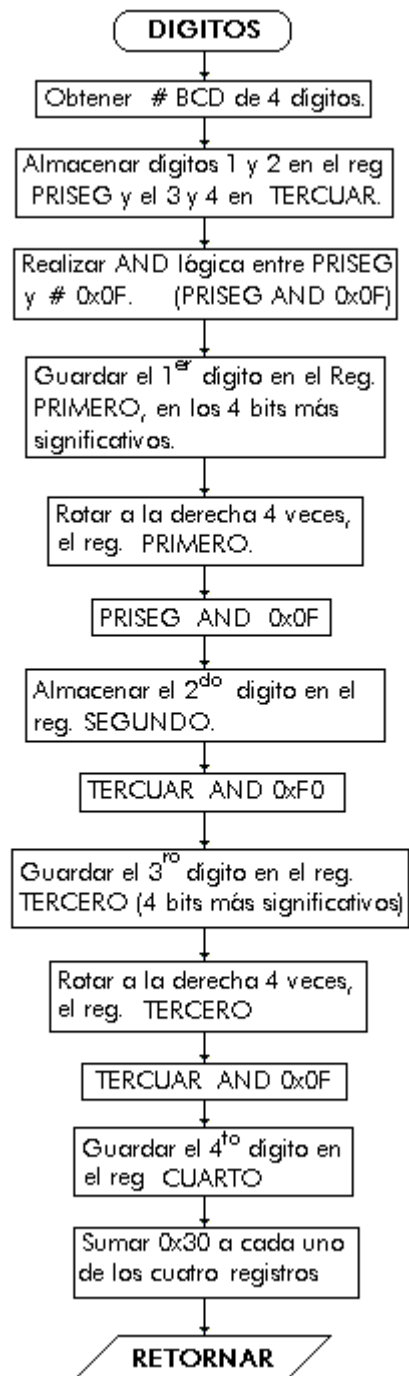 DIGITOS
Obtener # BCD de 4 digitos.
Almacenar digitos 1 y 2 en el reg
PRISEG y el 3 y 4 en TERCUAR.
Realizar AND lógica entre PRISEG
y # 0x0F. (PRISEG AND 0x0F)
Guardar el 1er digito en el Reg.
PRIMERO, en los 4 bits más
significativos.
Rotar a la derecha 4 veces,
el reg. PRIMERO.
PRISEG AND 0x0F
Almacenar el 2do digito en el
reg. SEGUNDO.
TERCUAR AND 0xF0
Guardar el 3ro digito en el reg.
TERCERO (4 bits más significativos)
Rotar a la derecha 4 veces,
el reg. TERCERO
TERCUAR AND 0x0F
Guardar el 4to digito en
el reg CUARTO
Sumar 0x30 a cada uno
de los cuatro registros
RETORNAR